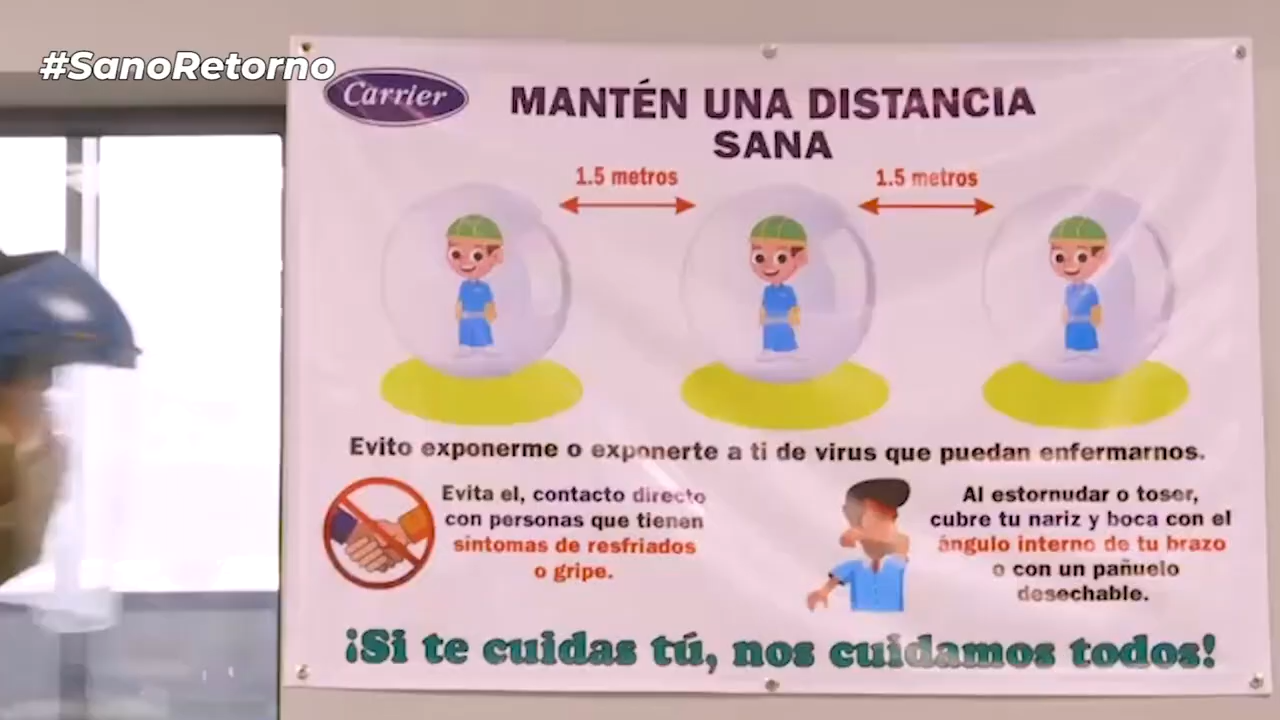 #SanoRetorno
Carrier
MANTÉN UNA DISTANCIA
SANA
1.5 metros
1.5 metros
Evito exponerme o exponerte a ti de virus que puedan enfermarnos.
Evita el, contacto directo
con personas que tienen
síntomas de resfriados
o gripe.
Al estornudar o toser,
cubre tu nariz y boca con el
ángulo interno de tu brazo
o con un pañuelo
desechable.
¡Si te cuidas tú, nos cuidamos todos!